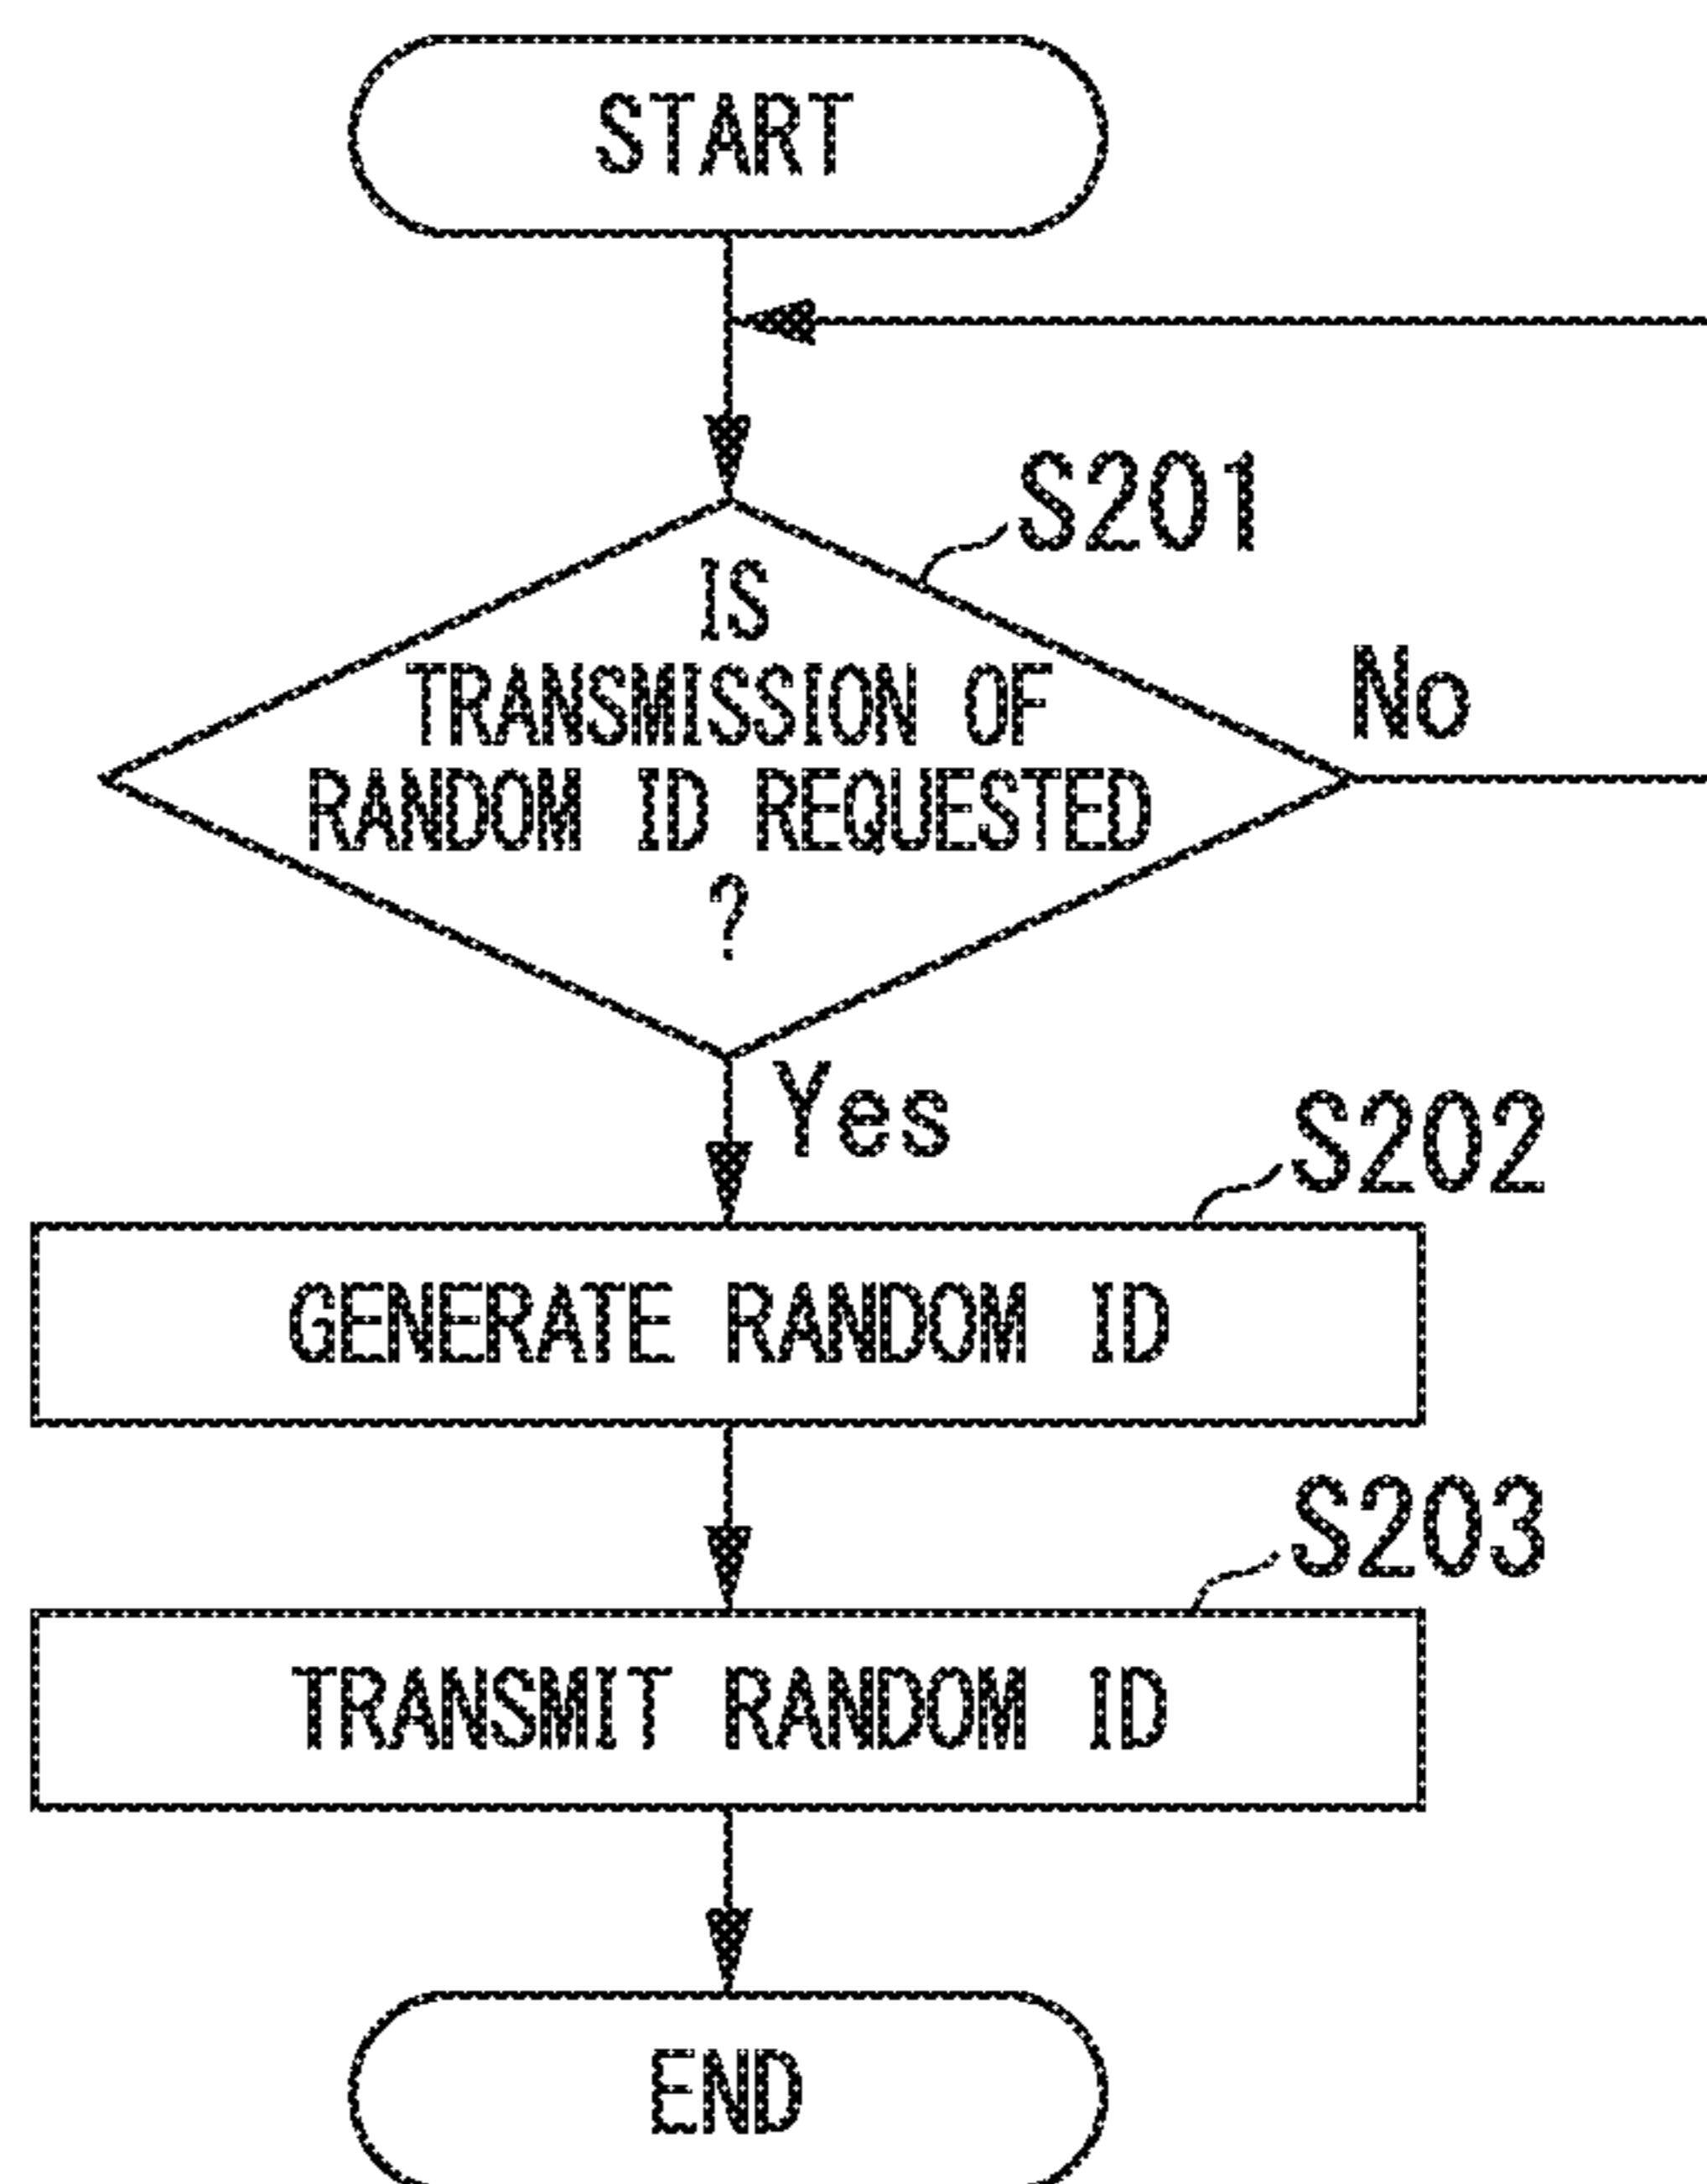 START
S201
IS
TRANSMISSION OF
RANDOM ID REQUESTED
?
No
Yes
S202
GENERATE RANDOM ID
S203
TRANSMIT RANDOM ID
END